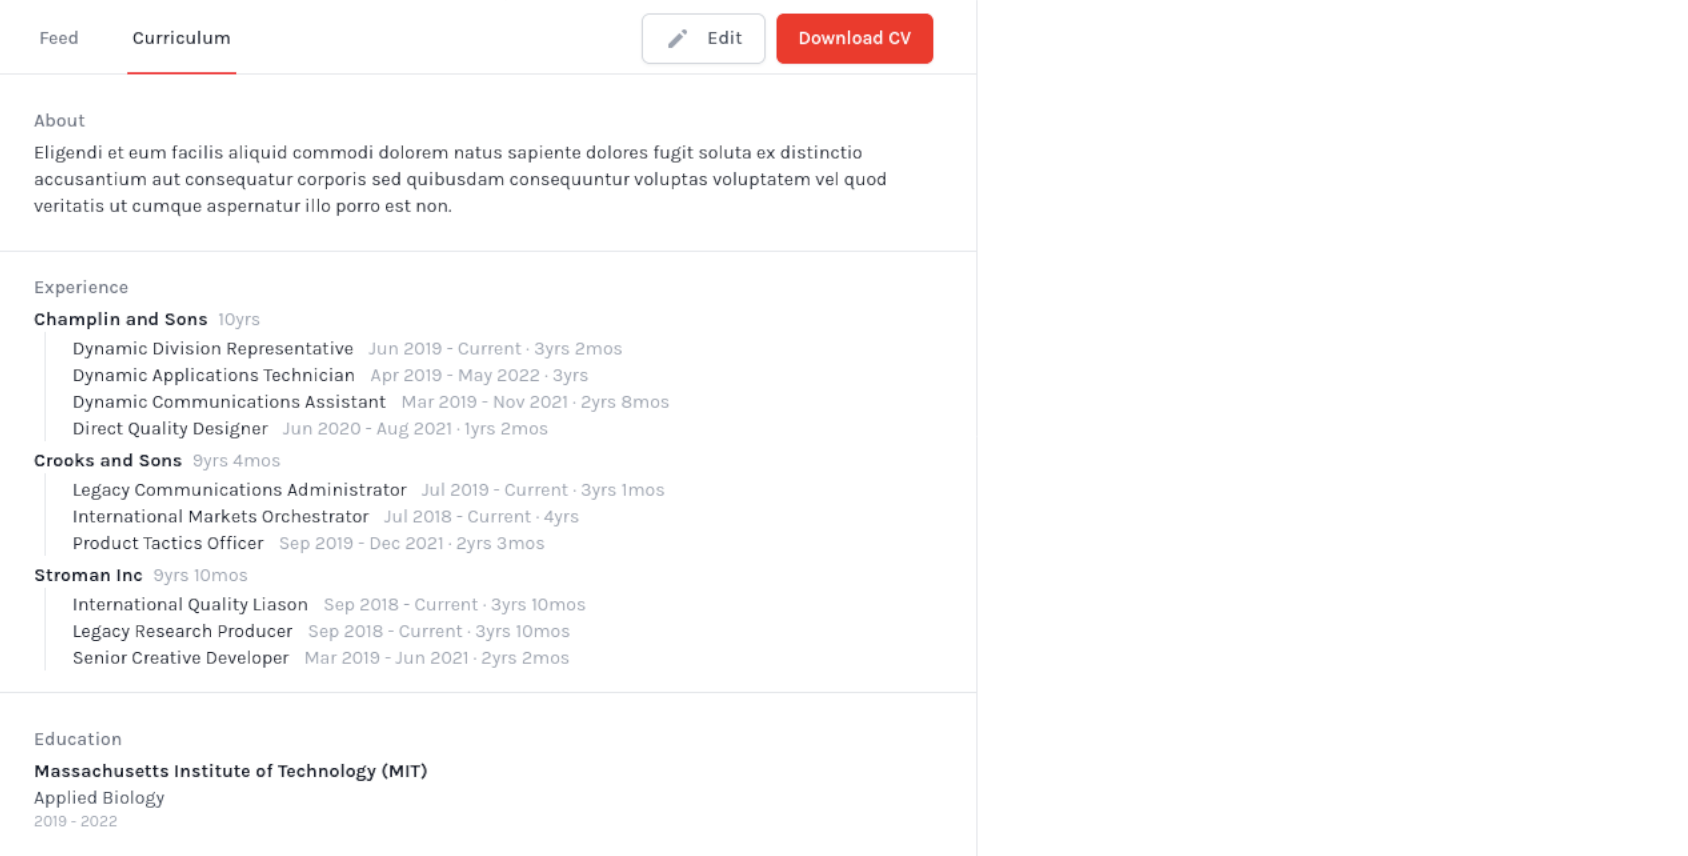 Feed
Curriculum
Edit
Download CV
About
Eligendi et eum facilis aliquid commodi dolorem natus sapiente dolores fugit soluta ex distinctio
accusantium aut consequatur corporis sed quibusdam consequuntur voluptas voluptatem vel quod
veritatis ut cumque aspernatur illo porro est non.
Experience
Champlin and Sons 10yrs
Dynamic Division Representative Jun 2019 - Current · 3yrs 2mos
Dynamic Applications Technician Apr 2019 - May 2022 · 3yrs
Dynamic Communications Assistant Mar 2019 - Nov 2021 · 2yrs 8mos
Direct Quality Designer Jun 2020 - Aug 2021 · 1yrs 2mos
Crooks and Sons 9yrs 4mos
Legacy Communications Administrator Jul 2019 - Current · 3yrs 1mos
International Markets Orchestrator Jul 2018 - Current · 4yrs
Product Tactics Officer Sep 2019 - Dec 2021 · 2yrs 3mos
Stroman Inc 9yrs 10mos
International Quality Liason Sep 2018 - Current · 3yrs 10mos
Legacy Research Producer Sep 2018 - Current · 3yrs 10mos
Senior Creative Developer Mar 2019 - Jun 2021 · 2yrs 2mos
Education
Massachusetts Institute of Technology (MIT)
Applied Biology
2019 - 2022